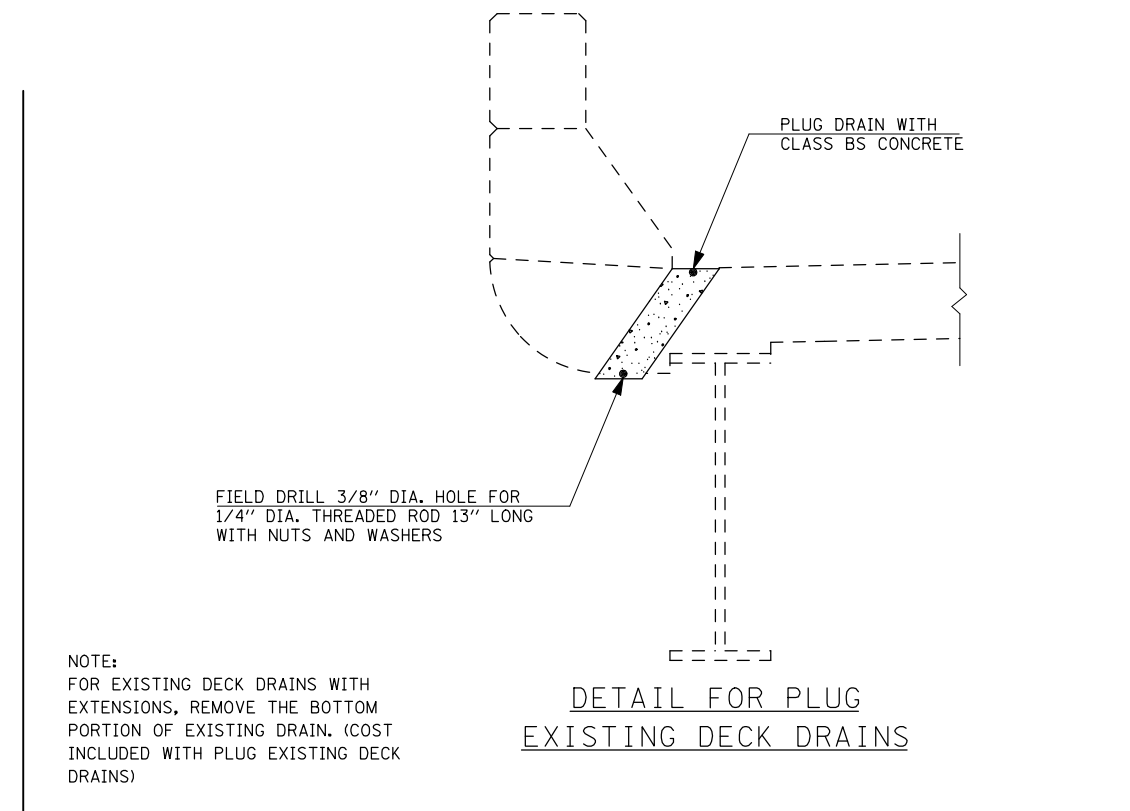 PLUG DRAIN WITH
CLASS BS CONCRETE
FIELD DRILL 3/8" DIA. HOLE FOR
1/4" DIA. THREADED ROD 13" LONG
WITH NUTS AND WASHERS
NOTE:
FOR EXISTING DECK DRAINS WITH
EXTENSIONS, REMOVE THE BOTTOM
PORTION OF EXISTING DRAIN. (COST
INCLUDED WITH PLUG EXISTING DECK
DRAINS)
DETAIL FOR PLUG
EXISTING DECK DRAINS